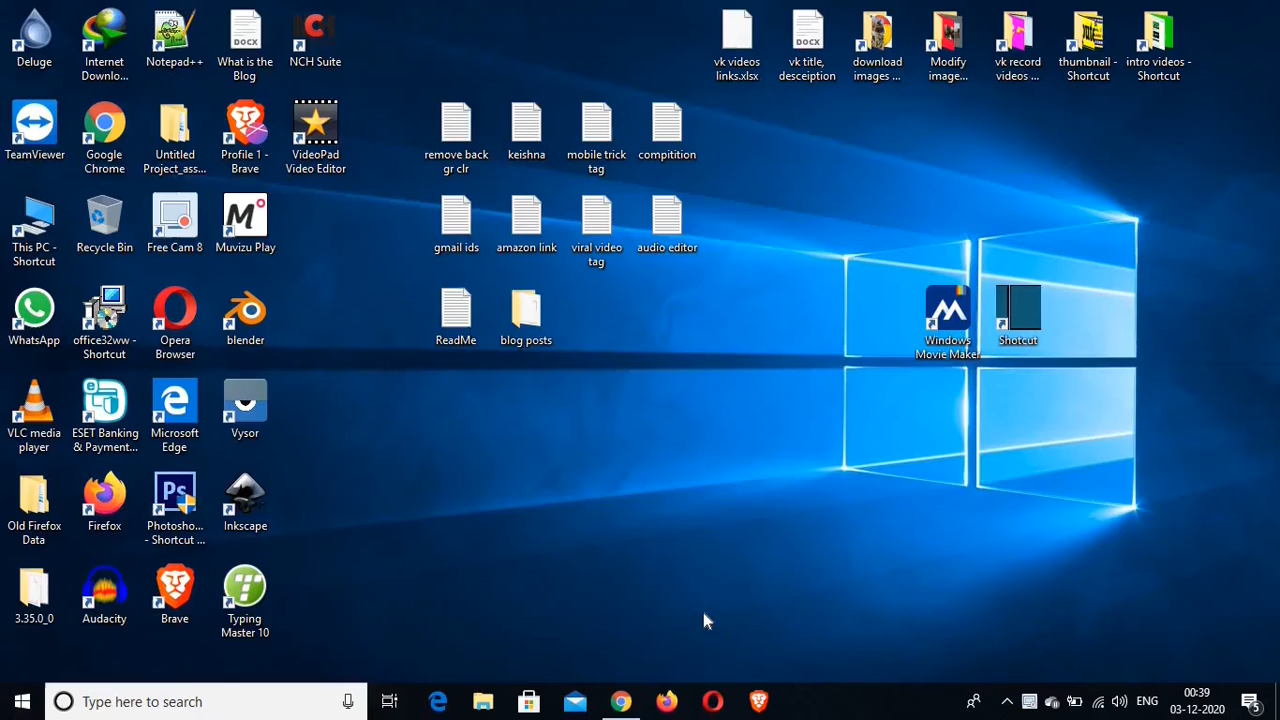 Deluge
Internet
Downlo...
Notepad++
DOCX
What is the
Blog
NCH Suite
vk videos
links.xlsx
DOCX
vk title,
desceiption
download
images ...
Modify
image...
vk record
videos ...
thumbnail -
Shortcut
intro videos -
Shortcut
TeamViewer
Google
Chrome
Untitled
Project_ass...
Profile 1 -
Brave
VideoPad
Video Editor
remove back
gr clr
keishna
mobile trick
tag
compitition
This PC -
Shortcut
Recycle Bin
Free Cam 8
Muvizu Play
gmail ids
amazon link
viral video
tag
audio editor
WhatsApp
office32ww -
Shortcut
Opera
Browser
blender
ReadMe
blog posts
Windows
Movie Maker
Shotcut
VLC media
player
ESET Banking
& Payment...
Microsoft
Edge
Vysor
Old Firefox
Data
Firefox
Ps
Photosho...
- Shortcut ...
Inkscape
3.35.0_0
Audacity
Brave
Typing
Master 10
Type here to search
ENG
00:39
03-12-2020
5